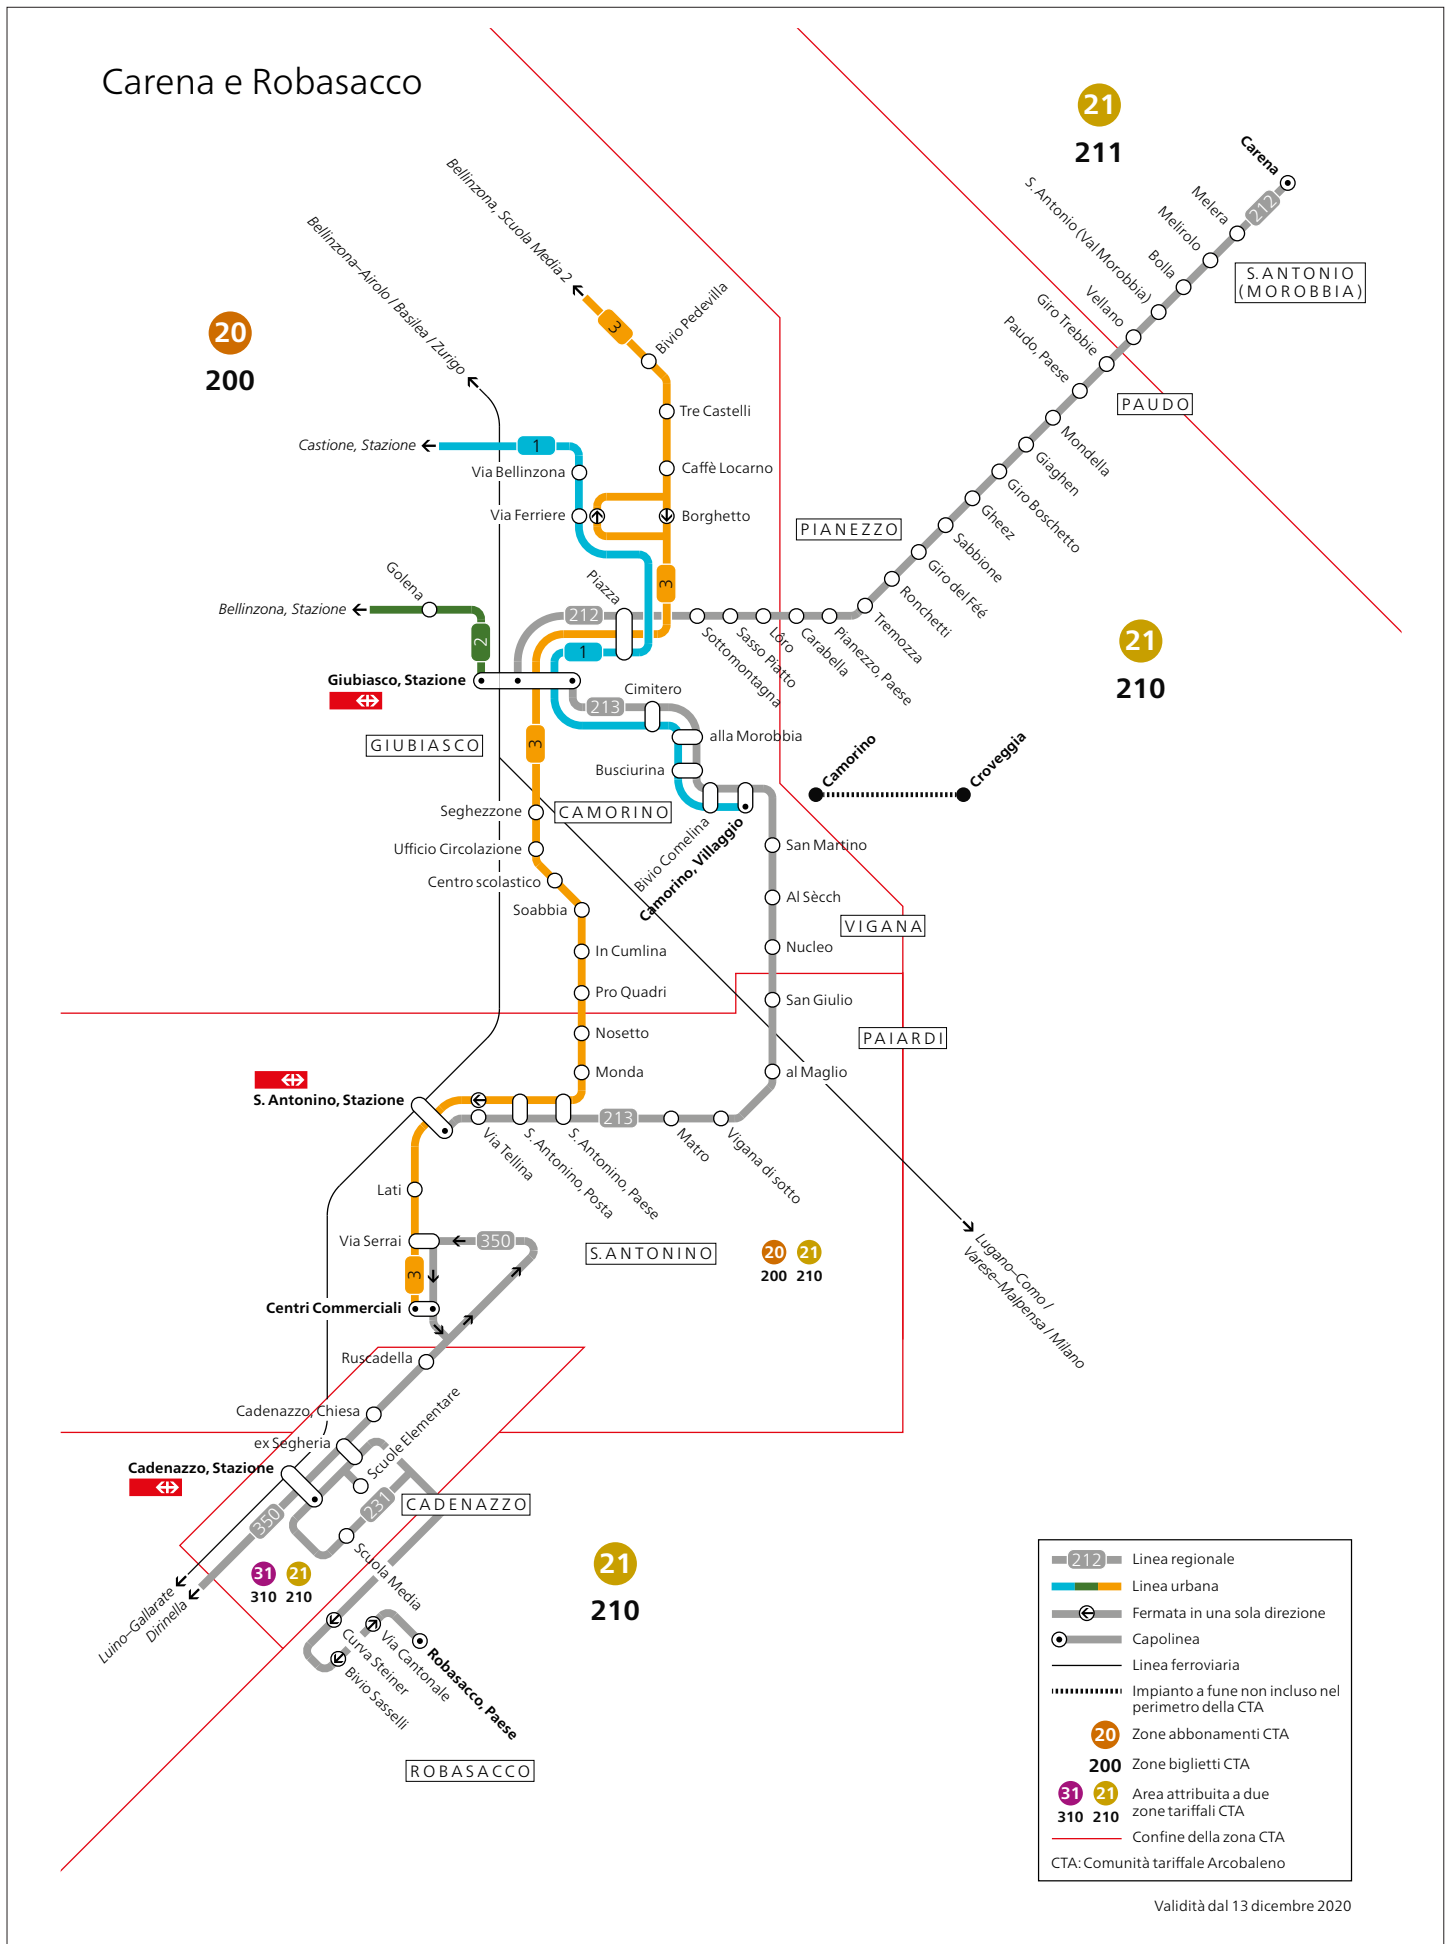 Carena e Robasacco
21
211
Carena
212
Melera
Melirolo
Bolla
S. Antonio (Val Morobbia)
Vellano
Giro Trebbie
Paudo, Paese
S.ANTONIO
(MOROBBIA)
PAUDO
Bellinzona, Scuola Media 2
Bellinzona–Airolo / Basilea / Zurigo
20
200
3
Bivio Pedevilla
Tre Castelli
Castione, Stazione
1
Via Bellinzona
Caffè Locarno
Via Ferriere
Borghetto
PIANEZZO
Mondella
Giaghen
Giro Boschetto
Gheez
Sabbione
Giro del Féé
Ronchetti
Tremozza
Pianezzo, Paese
Carabella
Lôro
Sasso Piatto
Sottomontagna
Golena
Piazza
3
Bellinzona, Stazione
212
2
1
21
210
Giubiasco, Stazione
Cimitero
213
alla Morobbia
GIUBIASCO
3
Busciurina
Camorino
Croveggia
Seghezzone
CAMORINO
Bivio Comelina
Camorino, Villaggio
Ufficio Circolazione
San Martino
Centro scolastico
Al Sècch
Soabbia
VIGANA
In Cumlina
Nucleo
Pro Quadri
San Giulio
Nosetto
PAIARDI
Monda
al Maglio
S. Antonino, Stazione
213
Via Tellina
S. Antonino, Posta
S. Antonino, Paese
Matro
Vigana di sotto
Lati
Via Serrai
350
S.ANTONINO
20 21
200 210
Lugano–Como /
Varese–Malpensa / Milano
3
Centri Commerciali
Ruscadella
Cadenazzo, Chiesa
ex Segheria
Scuole Elementare
Cadenazzo, Stazione
231
CADENAZZO
350
Scuola Media
31 21
310 210
21
210
Luino–Gallarate
Dirinella
Curva Steiner
Bivio Sasselli
Via Cantonale
Robasacco, Paese
ROBASACCO
212 Linea regionale
Linea urbana
Fermata in una sola direzione
Capolinea
Linea ferroviaria
Impianto a fune non incluso nel
perimetro della CTA
20 Zone abbonamenti CTA
200 Zone biglietti CTA
31 21 Area attribuita a due
310 210 zone tariffali CTA
Confine della zona CTA
CTA: Comunità tariffale Arcobaleno
Validità dal 13 dicembre 2020